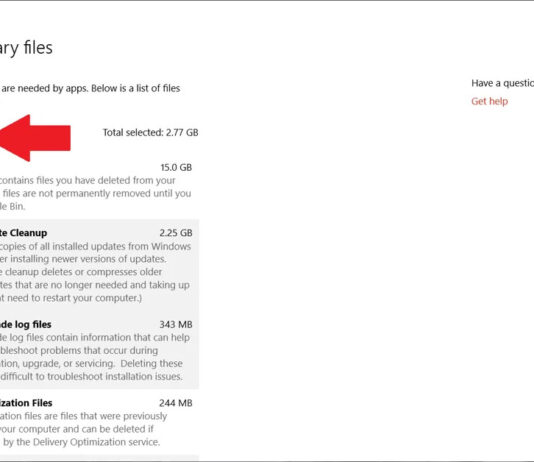 ary files
are needed by apps. Below is a list of files
Have a questio
Get help
Total selected: 2.77 GB
15.0 GB
contains files you have deleted from your
files are not permanently removed until you
le Bin.
te Cleanup 2.25 GB
copies of all installed updates from Windows
er installing newer versions of updates.
e cleanup deletes or compresses older
tes that are no longer needed and taking up
ht need to restart your computer.)
de log files 343 MB
de log files contain information that can help
bleshoot problems that occur during
tion, upgrade, or servicing. Deleting these
difficult to troubleshoot installation issues.
ization Files 244 MB
zation files are files that were previously
your computer and can be deleted if
by the Delivery Optimization service.